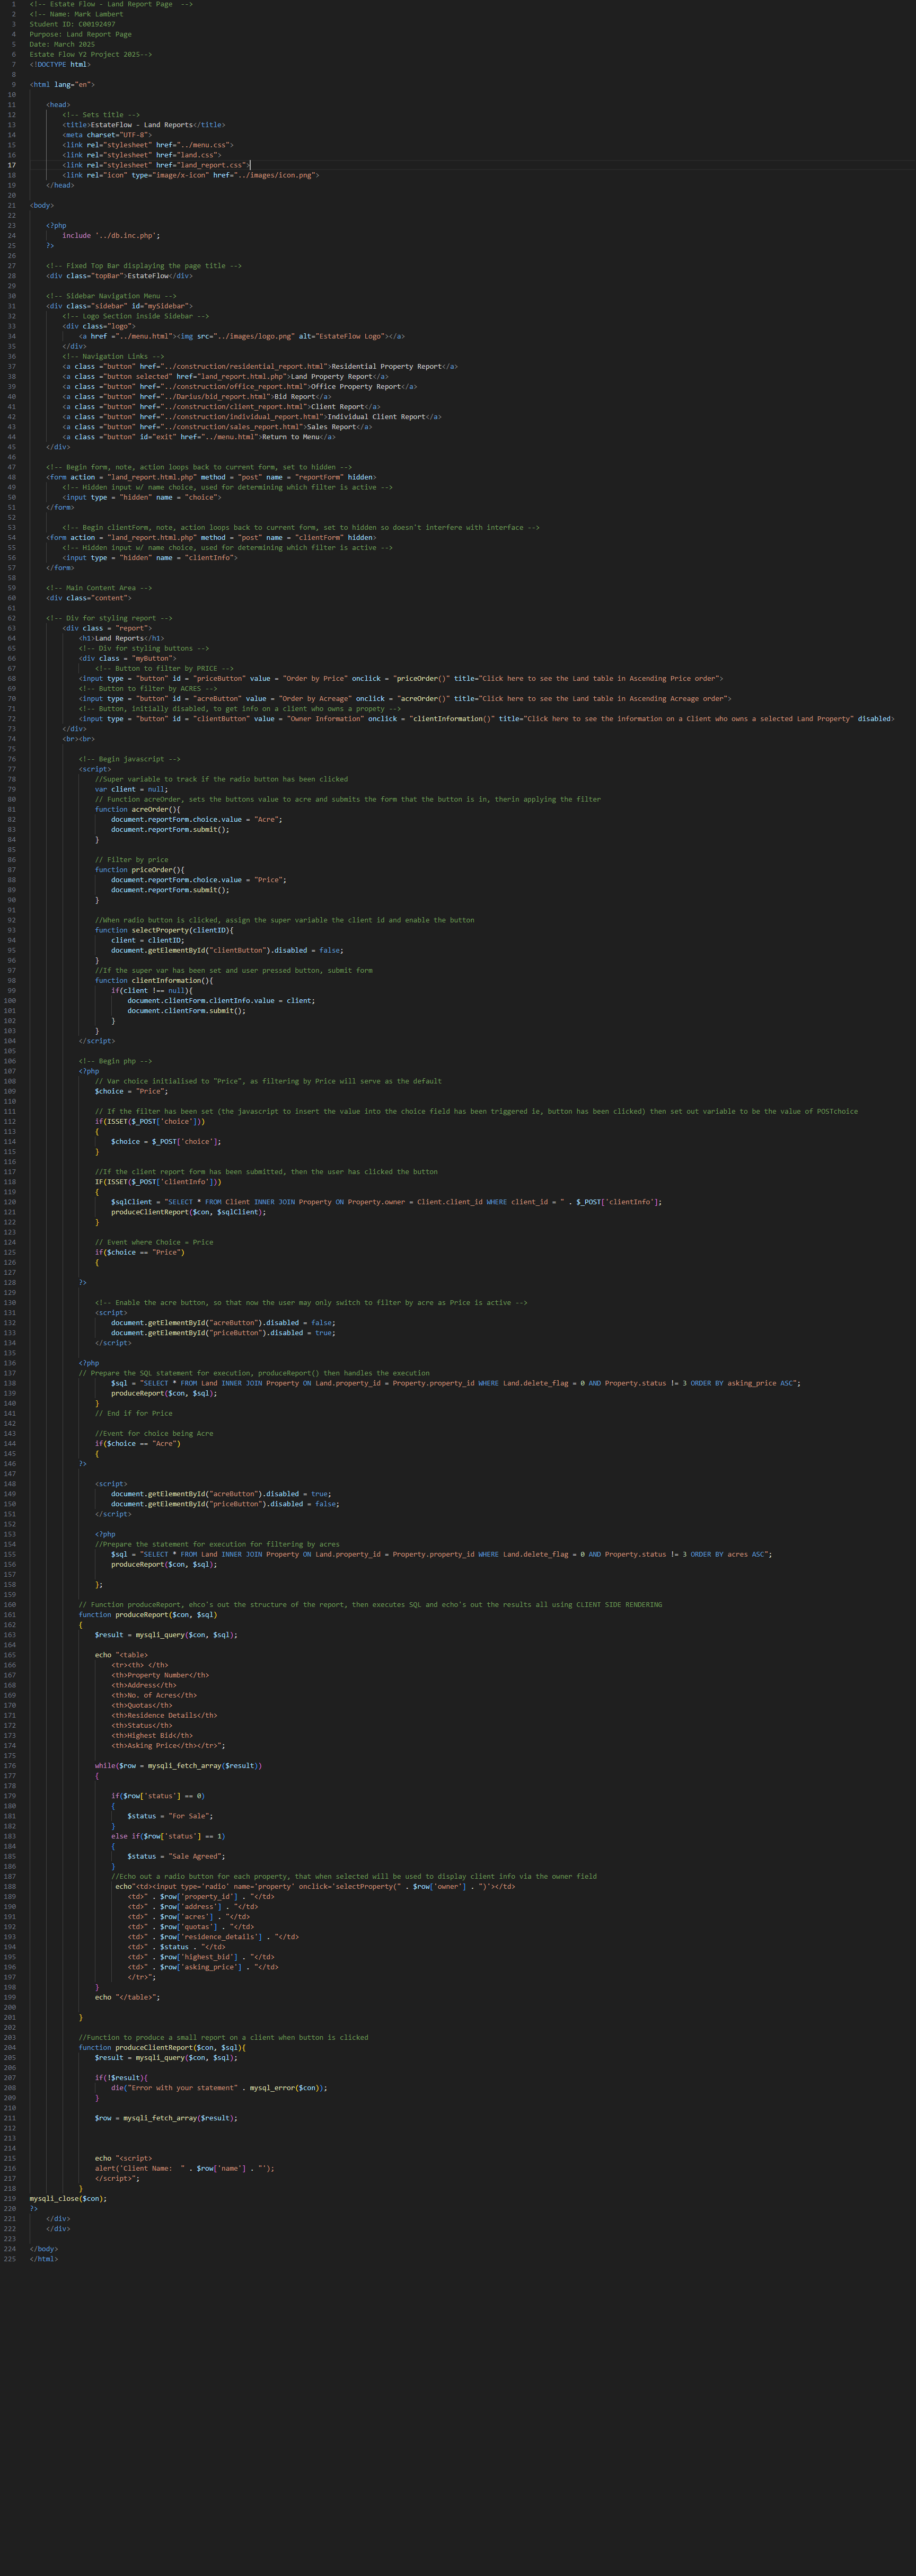 1 <!-- Estate Flow - Land Report Page  -->
2 <!-- Name: Mark Lambert
3 Student ID: C00192497
4 Purpose: Land Report Page
5 Date: March 2025
6 Estate Flow Y2 Project 2025-->
7 <!DOCTYPE html>
8
9 <html lang="en">
10
11 <head>
12 <!-- Sets title -->
13 <title>EstateFlow - Land Reports</title>
14 <meta charset="UTF-8">
15 <link rel="stylesheet" href="../menu.css">
16 <link rel="stylesheet" href="land.css">
17 <link rel="stylesheet" href="land_report.css">
18 <link rel="icon" type="image/x-icon" href="../images/icon.png">
19 </head>
20
21 <body>
22
23 <?php
24 include '../db.inc.php';
25 ?>
26
27 <!-- Fixed Top Bar displaying the page title -->
28 <div class="topBar">EstateFlow</div>
29
30 <!-- Sidebar Navigation Menu -->
31 <div class="sidebar" id="mySidebar">
32 <!-- Logo Section inside Sidebar -->
33 <div class="logo">
34 <a href ="../menu.html"><img src="../images/logo.png" alt="EstateFlow Logo"></a>
35 </div>
36 <!-- Navigation Links -->
37 <a class ="button" href="../construction/residential_report.html">Residential Property Report</a>
38 <a class ="button selected" href="land_report.html.php">Land Property Report</a>
39 <a class ="button" href="../construction/office_report.html">Office Property Report</a>
40 <a class ="button" href="../Darius/bid_report.html">Bid Report</a>
41 <a class ="button" href="../construction/client_report.html">Client Report</a>
42 <a class ="button" href="../construction/individual_report.html">Individual Client Report</a>
43 <a class ="button" href="../construction/sales_report.html">Sales Report</a>
44 <a class ="button" id="exit" href="../menu.html">Return to Menu</a>
45 </div>
46
47 <!-- Begin form, note, action loops back to current form, set to hidden -->
48 <form action = "land_report.html.php" method = "post" name = "reportForm" hidden>
49 <!-- Hidden input w/ name choice, used for determining which filter is active -->
50 <input type = "hidden" name = "choice">
51 </form>
52
53 <!-- Begin clientForm, note, action loops back to current form, set to hidden so doesn't interfere with interface -->
54 <form action = "land_report.html.php" method = "post" name = "clientForm" hidden>
55 <!-- Hidden input w/ name choice, used for determining which filter is active -->
56 <input type = "hidden" name = "clientInfo">
57 </form>
58
59 <!-- Main Content Area -->
60 <div class="content">
61
62 <!-- Div for styling report -->
63 <div class = "report">
64 <h1>Land Reports</h1>
65 <!-- Div for styling buttons -->
66 <div class = "myButton">
67 <!-- Button to filter by PRICE -->
68 <input type = "button" id = "priceButton" value = "Order by Price" onclick = "priceOrder()" title="Click here to see the Land table in Ascending Price order">
69 <!-- Button to filter by ACRES -->
70 <input type = "button" id = "acreButton" value = "Order by Acreage" onclick = "acreOrder()" title="Click here to see the Land table in Ascending Acreage order">
71 <!-- Button, initially disabled, to get info on a client who owns a propety -->
72 <input type = "button" id = "clientButton" value = "Owner Information" onclick = "clientInformation()" title="Click here to see the information on a Client who owns a selected Land Property" disabled>
73 </div>
74 <br><br>
75
76 <!-- Begin javascript -->
77 <script>
78 //Super variable to track if the radio button has been clicked
79 var client = null;
80 // Function acreOrder, sets the buttons value to acre and submits the form that the button is in, therin applying the filter
81 function acreOrder(){
82 document.reportForm.choice.value = "Acre";
83 document.reportForm.submit();
84 }
85
86 // Filter by price
87 function priceOrder(){
88 document.reportForm.choice.value = "Price";
89 document.reportForm.submit();
90 }
91
92 //When radio button is clicked, assign the super variable the client id and enable the button
93 function selectProperty(clientID){
94 client = clientID;
95 document.getElementById("clientButton").disabled = false;
96 }
97 //If the super var has been set and user pressed button, submit form
98 function clientInformation(){
99 if(client !== null){
100 document.clientForm.clientInfo.value = client;
101 document.clientForm.submit();
102 }
103 }
104 </script>
105
106 <!-- Begin php -->
107 <?php
108 // Var choice initialised to "Price", as filtering by Price will serve as the default
109 $choice = "Price";
110
111 // If the filter has been set (the javascript to insert the value into the choice field has been triggered ie, button has been clicked) then set out variable to be the value of POSTchoice
112 if(ISSET($_POST['choice']))
113 {
114 $choice = $_POST['choice'];
115 }
116
117 //If the client report form has been submitted, then the user has clicked the button
118 IF(ISSET($_POST['clientInfo']))
119 {
120 $sqlClient = "SELECT * FROM Client INNER JOIN Property ON Property.owner = Client.client_id WHERE client_id = " . $_POST['clientInfo'];
121 produceClientReport($con, $sqlClient);
122 }
123
124 // Event where Choice = Price
125 if($choice == "Price")
126 {
127
128 ?>
129
130 <!-- Enable the acre button, so that now the user may only switch to filter by acre as Price is active -->
131 <script>
132 document.getElementById("acreButton").disabled = false;
133 document.getElementById("priceButton").disabled = true;
134 </script>
135
136 <?php
137 // Prepare the SQL statement for execution, produceReport() then handles the execution
138 $sql = "SELECT * FROM Land INNER JOIN Property ON Land.property_id = Property.property_id WHERE Land.delete_flag = 0 AND Property.status != 3 ORDER BY asking_price ASC";
139 produceReport($con, $sql);
140 }
141 // End if for Price
142
143 //Event for choice being Acre
144 if($choice == "Acre")
145 {
146 ?>
147
148 <script>
149 document.getElementById("acreButton").disabled = true;
150 document.getElementById("priceButton").disabled = false;
151 </script>
152
153 <?php
154 //Prepare the statement for execution for filtering by acres
155 $sql = "SELECT * FROM Land INNER JOIN Property ON Land.property_id = Property.property_id WHERE Land.delete_flag = 0 AND Property.status != 3 ORDER BY acres ASC";
156 produceReport($con, $sql);
157
158 };
159
160 // Function produceReport, ehco's out the structure of the report, then executes SQL and echo's out the results all using CLIENT SIDE RENDERING
161 function produceReport($con, $sql)
162 {
163 $result = mysqli_query($con, $sql);
164
165 echo "<table>
166 <tr><th> </th>
167 <th>Property Number</th>
168 <th>Address</th>
169 <th>No. of Acres</th>
170 <th>Quotas</th>
171 <th>Residence Details</th>
172 <th>Status</th>
173 <th>Highest Bid</th>
174 <th>Asking Price</th></tr>";
175
176 while($row = mysqli_fetch_array($result))
177 {
178
179 if($row['status'] == 0)
180 {
181 $status = "For Sale";
182 }
183 else if($row['status'] == 1)
184 {
185 $status = "Sale Agreed";
186 }
187 //Echo out a radio button for each property, that when selected will be used to display client info via the owner field
188 echo"<td><input type='radio' name='property' onclick='selectProperty(" . $row['owner'] . ")'></td>
189 <td>" . $row['property_id'] . "</td>
190 <td>" . $row['address'] . "</td>
191 <td>" . $row['acres'] . "</td>
192 <td>" . $row['quotas'] . "</td>
193 <td>" . $row['residence_details'] . "</td>
194 <td>" . $status . "</td>
195 <td>" . $row['highest_bid'] . "</td>
196 <td>" . $row['asking_price'] . "</td>
197 </tr>";
198 }
199 echo "</table>";
200
201 }
202
203 //Function to produce a small report on a client when button is clicked
204 function produceClientReport($con, $sql){
205 $result = mysqli_query($con, $sql);
206
207 if(!$result){
208 die("Error with your statement" . mysql_error($con));
209 }
210
211 $row = mysqli_fetch_array($result);
212
213
214
215 echo "<script>
216 alert('Client Name:  " . $row['name'] . "');
217 </script>";
218 }
219 mysqli_close($con);
220 ?>
221 </div>
222 </div>
223
224 </body>
225 </html>